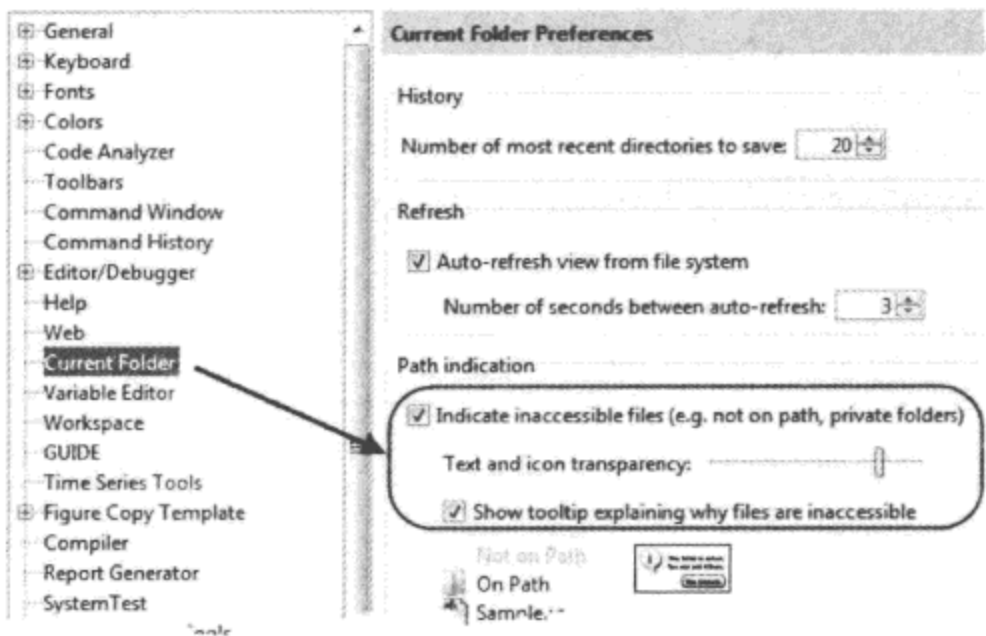 General
Keyboard
Fonts
Colors
Code Analyzer
Toolbars
Command Window
Command History
Editor/Debugger
Help
Web
Current Folder
Variable Editor
Workspace
GUIDE
Time Series Tools
Figure Copy Template
Compiler
Report Generator
SystemTest
Current Folder Preferences
History
Number of most recent directories to save: 20
Refresh
Auto-refresh view from file system
Number of seconds between auto-refresh: 3
Path indication
Indicate inaccessible files (e.g. not on path, private folders)
Text and icon transparency:
Show tooltip explaining why files are inaccessible
Not on Path
On Path